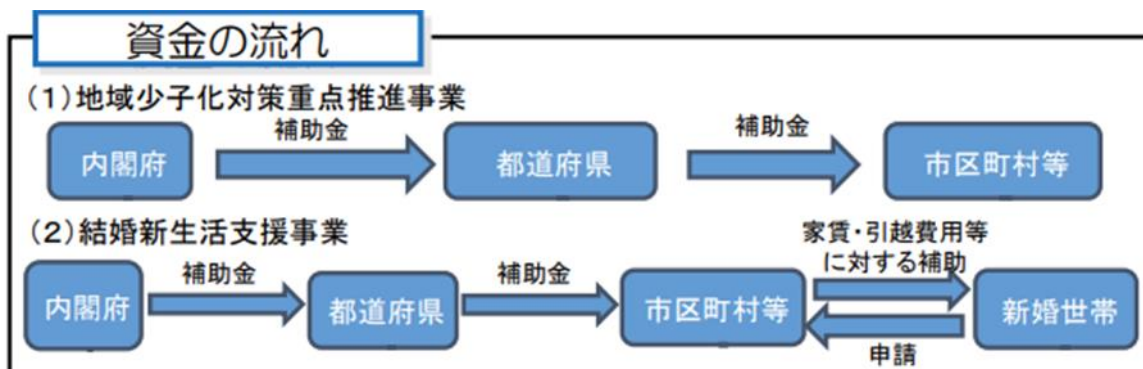 資金の流れ
(1)地域少子化対策重点推進事業
補助金
補助金
内閣府
都道府県
市区町村等
(2)結婚新生活支援事業
家賃・引越費用等
に対する補助
補助金
補助金
内閣府
都道府県
市区町村等
新婚世帯
申請